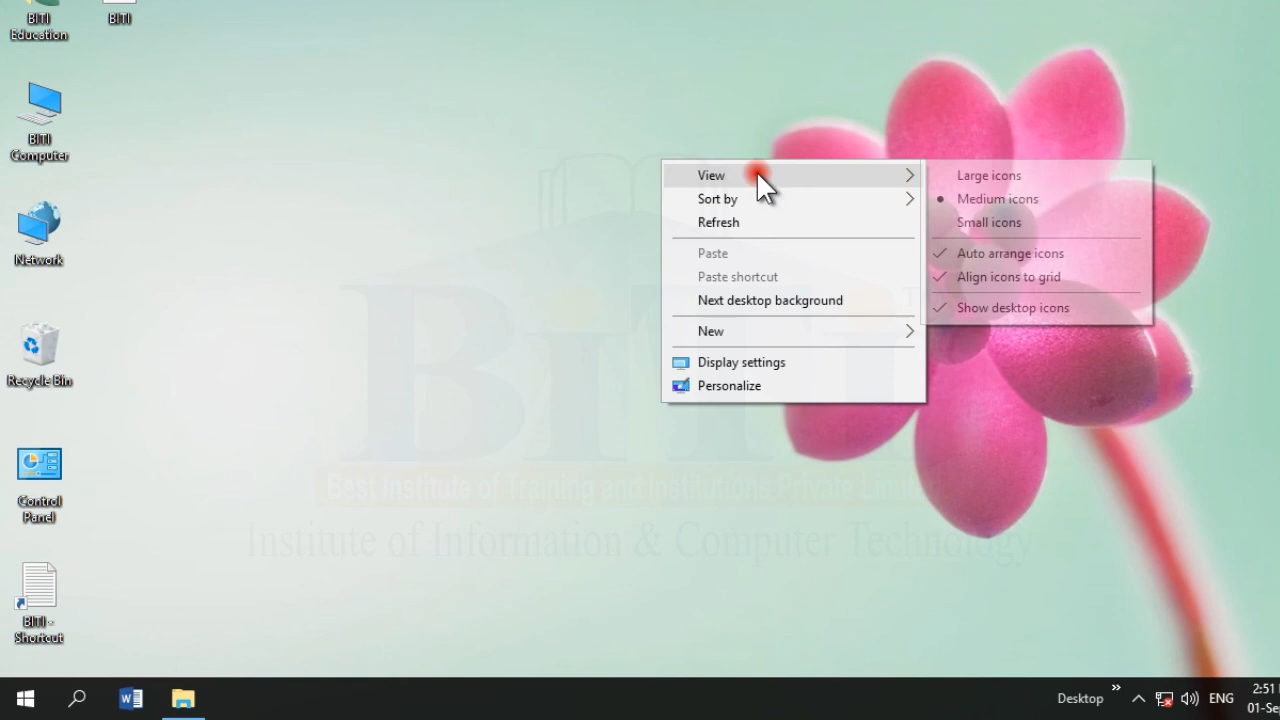 BITI
Education
BITI
BITI
Computer
Network
Recycle Bin
Control
Panel
BITI -
Shortcut
View
Sort by
Refresh
Paste
Paste shortcut
Next desktop background
New
Display settings
Personalize
Large icons
Medium icons
Small icons
Auto arrange icons
Align icons to grid
Show desktop icons
BiTi
Best Institute of Training and Institutions Private
Institute of Information & Computer Technology
Desktop
ENG
2:51